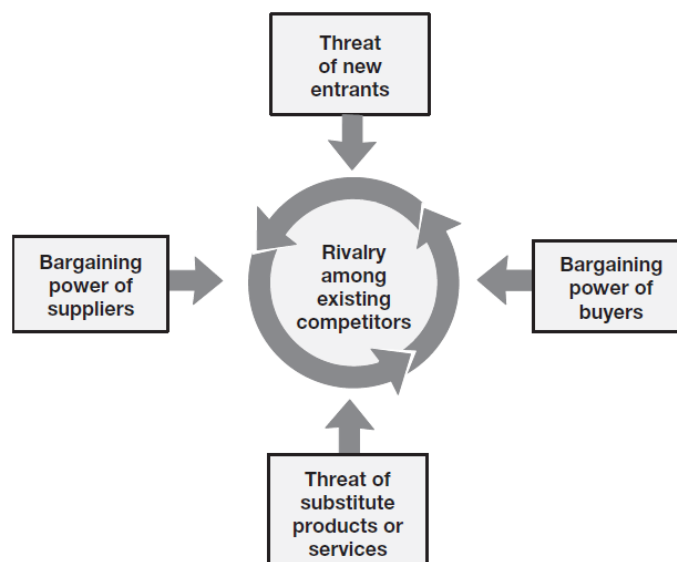 Threat
of new
entrants
Bargaining
power of
suppliers
Rivalry
among
existing
competitors
Bargaining
power of
buyers
Threat of
substitute
products or
services